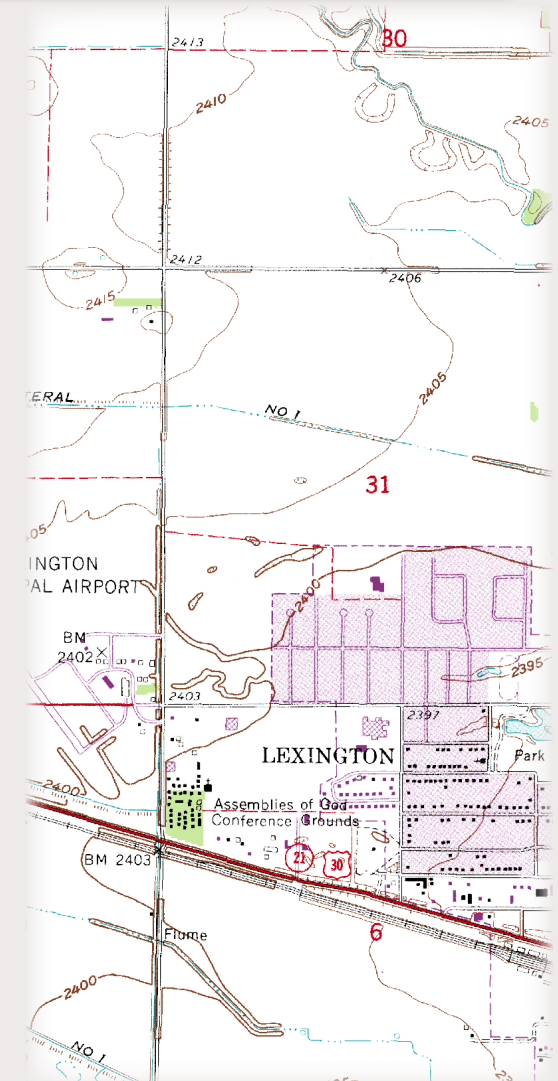 30
2413
2410
2405
2412
2406
2415
2405
TERAL
NO 1
31
05
INGTON
PAL AIRPORT
2400
BM
2402
2395
2403
2397
LEXINGTON
Park
2400
Assemblies of God
Conference Grounds
BM 2403
21
30
6
Flume
2400
NO 1